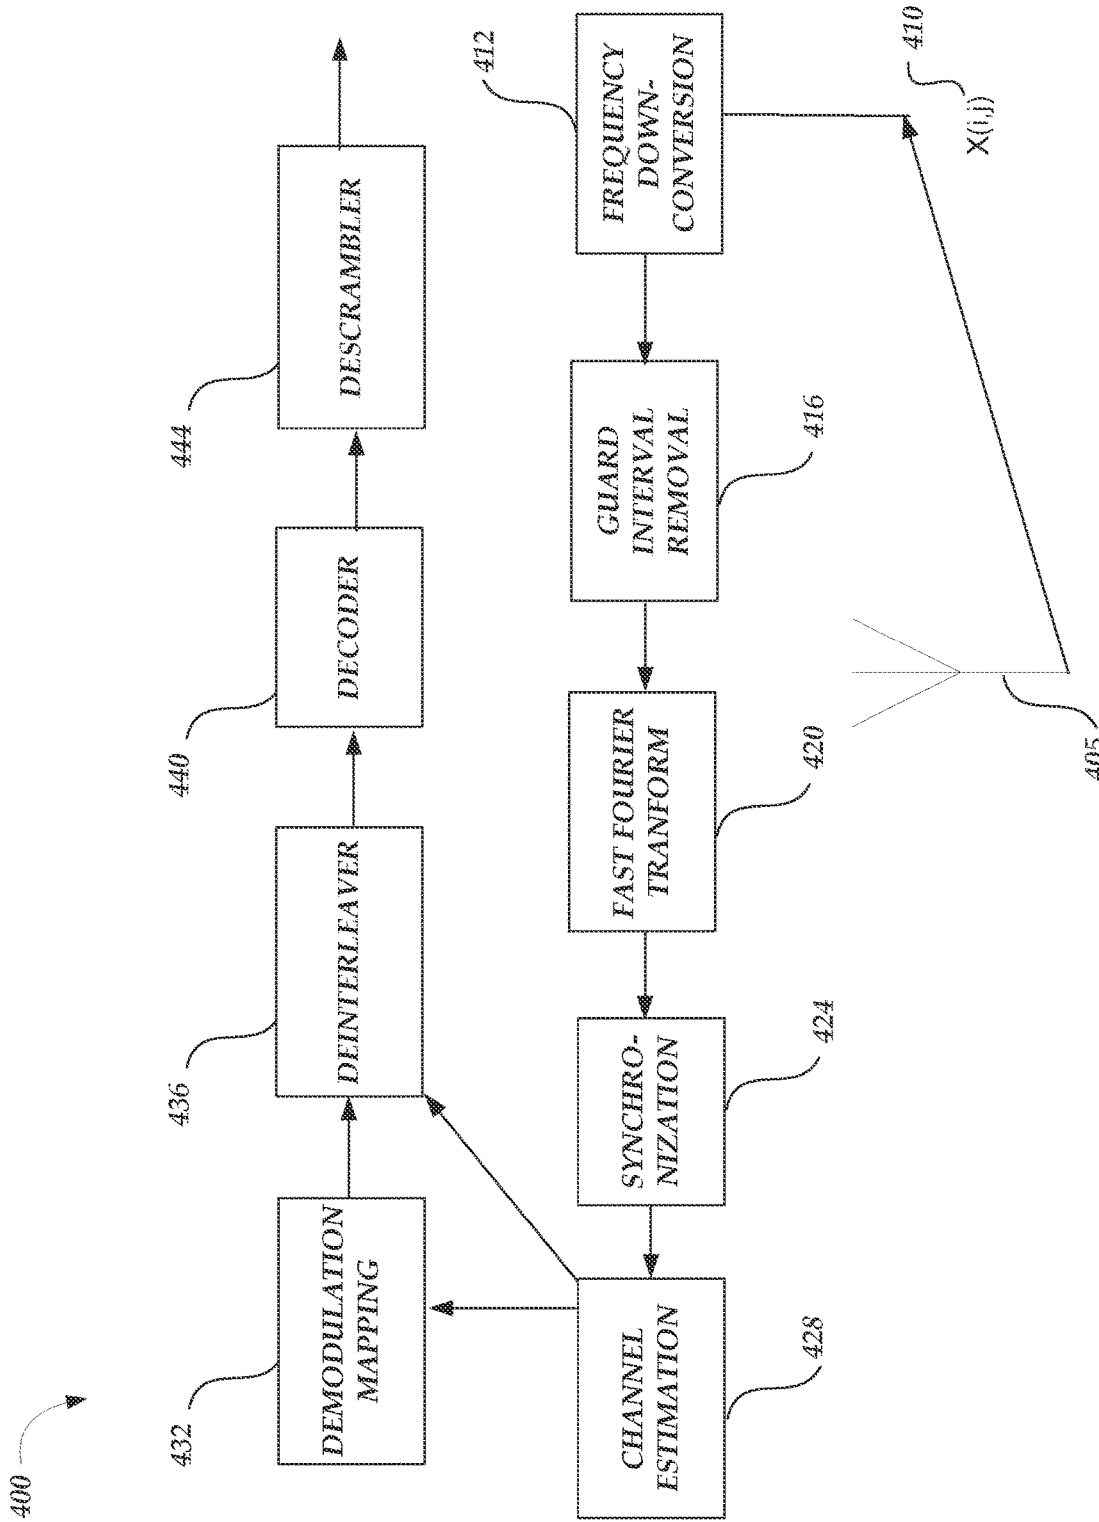 400
432
DEMODULATION
MAPPING
436
DEINTERLEAVER
440
DECODER
444
DESCRAMBLER
CHANNEL
ESTIMATION
428
SYNCHRO-
NIZATION
424
FAST FOURIER
TRANFORM
420
GUARD
INTERVAL
REMOVAL
416
412
FREQUENCY
DOWN-
CONVERSION
X(i,j)
410
405